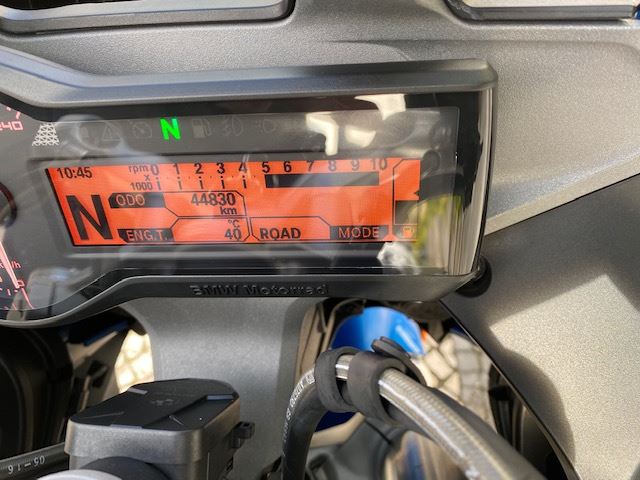 240
N
10:45
rpm 0 1 2 3 4 5 6 7 8 9 10
x
1000
N
ODO 44830
km
°C
ENG.T. 40 ROAD MODE
BMW Motorrad